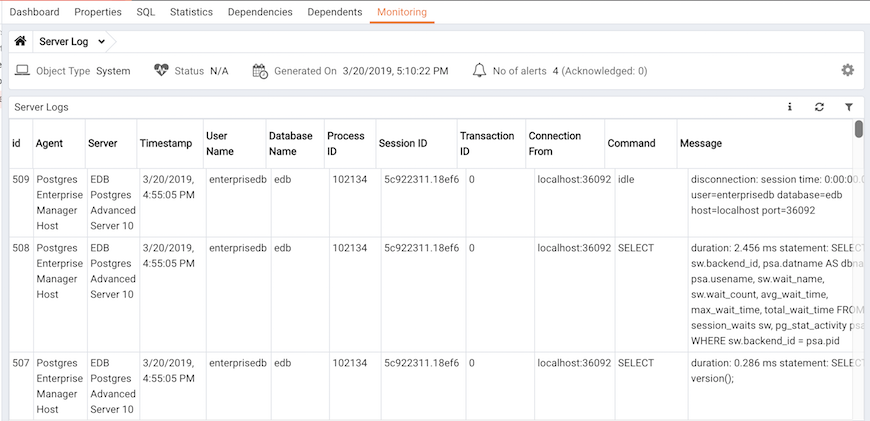 Dashboard Properties SQL Statistics Dependencies Dependents Monitoring
Server Log
Object Type System Status N/A Generated On 3/20/2019, 5:10:22 PM No of alerts 4 (Acknowledged: 0)
Server Logs
id Agent Server Timestamp User Name Database Name Process ID Session ID Transaction ID Connection From Command Message
509 Postgres Enterprise Manager Host EDB Postgres Advanced Server 10 3/20/2019, 4:55:05 PM enterprisedb edb 102134 5c922311.18ef6 0 localhost:36092 idle disconnection: session time: 0:00:00.0 user=enterprisedb database=edb host=localhost port=36092
508 Postgres Enterprise Manager Host EDB Postgres Advanced Server 10 3/20/2019, 4:55:05 PM enterprisedb edb 102134 5c922311.18ef6 0 localhost:36092 SELECT duration: 2.456 ms statement: SELEC sw.backend_id, psa.datname AS dbna psa.usename, sw.wait_name, sw.wait_count, avg_wait_time, max_wait_time, total_wait_time FROM session_waits sw, pg_stat_activity psa WHERE sw.backend_id = psa.pid
507 Postgres Enterprise Manager Host EDB Postgres Advanced Server 10 3/20/2019, 4:55:05 PM enterprisedb edb 102134 5c922311.18ef6 0 localhost:36092 SELECT duration: 0.286 ms statement: SELEC version();